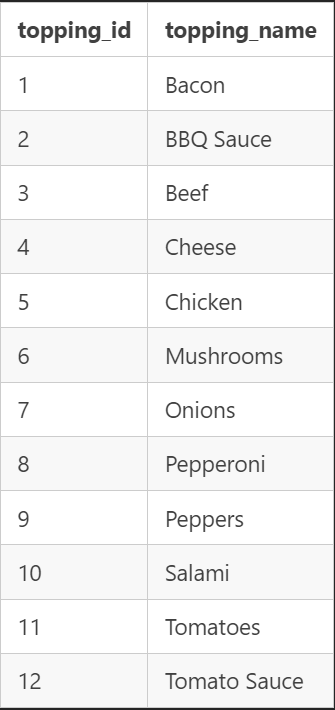 topping_id topping_name
1 Bacon
2 BBQ Sauce
3 Beef
4 Cheese
5 Chicken
6 Mushrooms
7 Onions
8 Pepperoni
9 Peppers
10 Salami
11 Tomatoes
12 Tomato Sauce